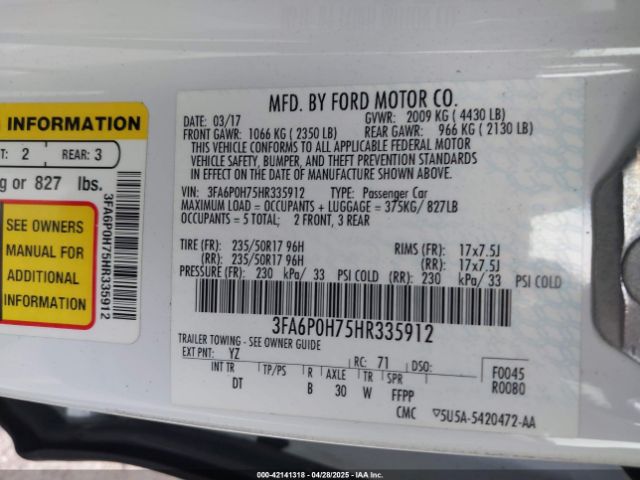 G INFORMATION
T: 2 REAR: 3
g or 827 lbs.
SEE OWNERS
MANUAL FOR
ADDITIONAL
INFORMATION
3FA6P0H75HR335912
MFD. BY FORD MOTOR CO.
DATE: 03/17 GVWR: 2009 KG ( 4430 LB)
FRONT GAWR: 1066 KG ( 2350 LB) REAR GAWR: 966 KG ( 2130 LB)
THIS VEHICLE CONFORMS TO ALL APPLICABLE FEDERAL MOTOR
VEHICLE SAFETY, BUMPER, AND THEFT PREVENTION STANDARDS
IN EFFECT ON THE DATE OF MANUFACTURE SHOWN ABOVE.
VIN: 3FA6P0H75HR335912 TYPE: Passenger Car
MAXIMUM LOAD = OCCUPANTS + LUGGAGE = 375KG/ 827LB
OCCUPANTS = 5 TOTAL; 2 FRONT, 3 REAR
TIRE (FR): 235/50R17 96H RIMS (FR): 17x7.5J
(RR): 235/50R17 96H (RR): 17x7.5J
PRESSURE (FR): 230 kPa/ 33 PSI COLD (RR): 230 kPa/ 33 PSI COLD
3FA6P0H75HR335912
TRAILER TOWING - SEE OWNER GUIDE
EXT PNT: YZ RC: 71 DSO: F0045
INT TR TP/PS R AXLE TR SPR R0080
DT B 30 W FFPP
CMC 5U5A-5420472-AA
00-42141318 04/28/2025 - IAA, Inc.